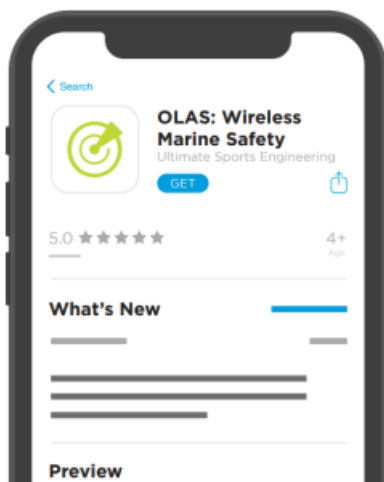 Search
OLAS: Wireless
Marine Safety
Ultimate Sports Engineering
GET
5.0 ★★★★★ 4+
Age
What's New
Preview